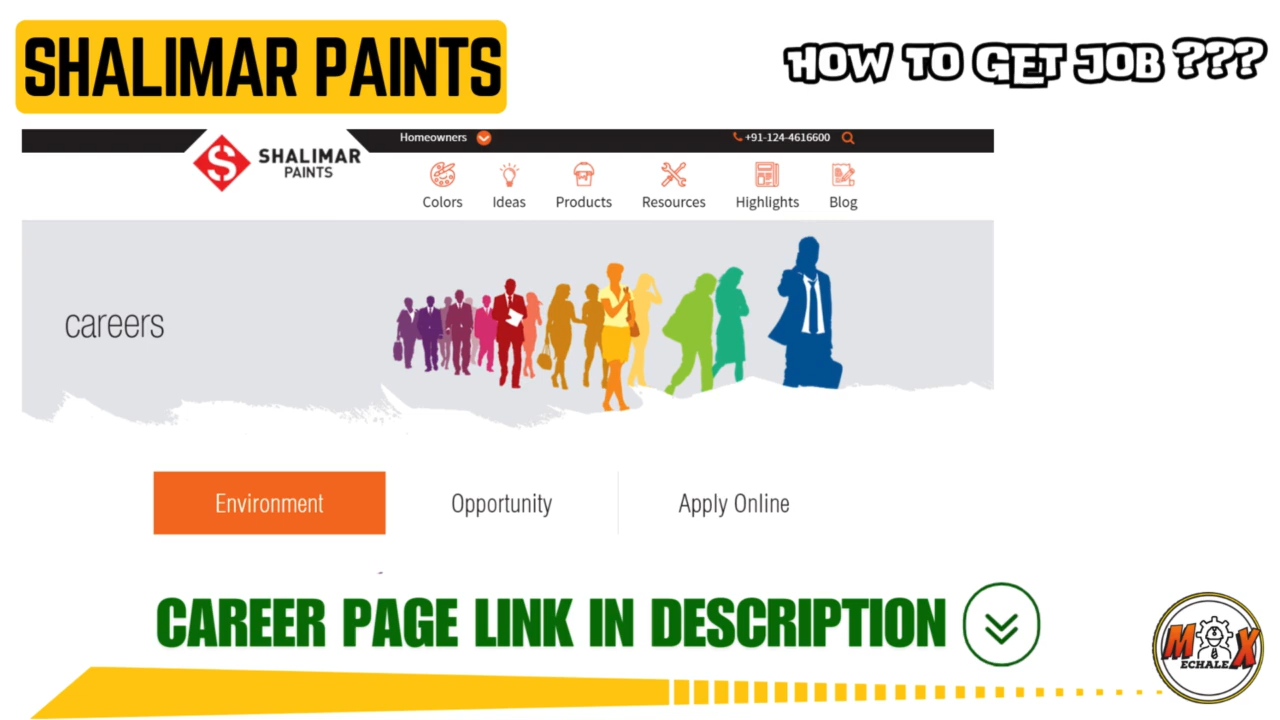 SHALIMAR PAINTS
HOW TO GET JOB ???
Homeowners
+91-124-4616600
SHALIMAR
PAINTS
Colors
Ideas
Products
Resources
Highlights
Blog
careers
Environment
Opportunity
Apply Online
CAREER PAGE LINK IN DESCRIPTION
M X
ECHALE